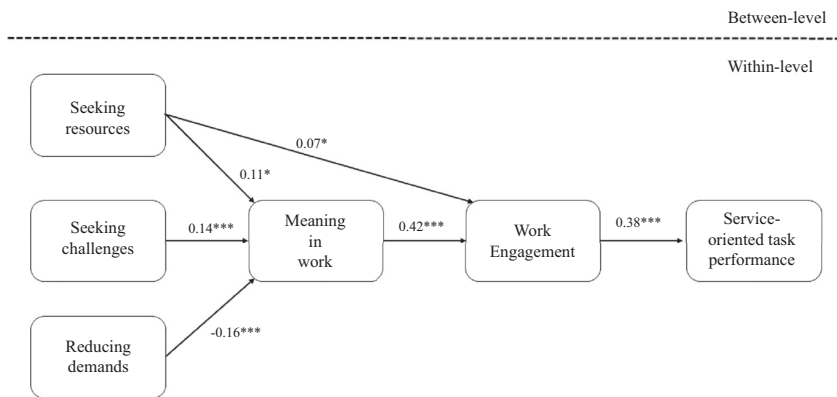 Between-level
Within-level
Seeking
resources
0.07*
0.11*
Seeking
challenges
0.14***
Meaning
in
work
0.42***
Work
Engagement
0.38***
Service-
oriented task
performance
-0.16***
Reducing
demands